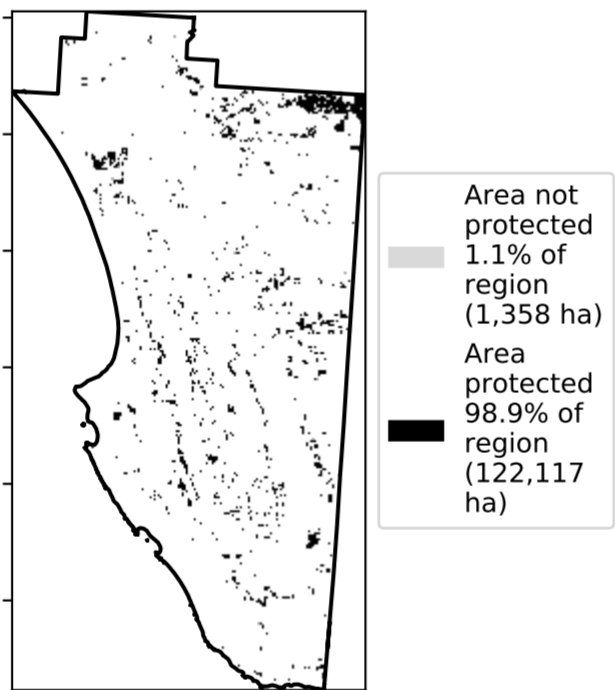 Area not
protected
1.1% of
region
(1,358 ha)
Area
protected
98.9% of
region
(122,117
ha)